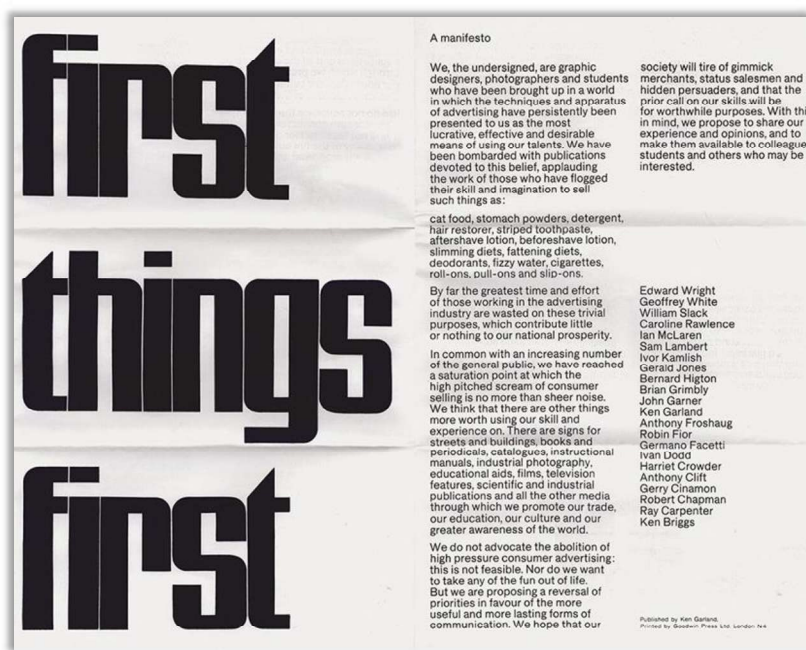 first
things
first
A manifesto
We, the undersigned, are graphic
designers, photographers and students
who have been brought up in a world
in which the techniques and apparatus
of advertising have persistently been
presented to us as the most
lucrative, effective and desirable
means of using our talents. We have
been bombarded with publications
devoted to this belief, applauding
the work of those who have flogged
their skill and imagination to sell
such things as:
cat food, stomach powders, detergent,
hair restorer, striped toothpaste,
aftershave lotion, beforeshave lotion,
slimming diets, fattening diets,
deodorants, fizzy water, cigarettes,
roll-ons, pull-ons and slip-ons.
By far the greatest time and effort
of those working in the advertising
industry are wasted on these trivial
purposes, which contribute little
or nothing to our national prosperity.
In common with an increasing number
of the general public, we have reached
a saturation point at which the
high pitched scream of consumer
selling is no more than sheer noise.
We think that there are other things
more worth using our skill and
experience on. There are signs for
streets and buildings, books and
periodicals, catalogues, instructional
manuals, industrial photography,
educational aids, films, television
features, scientific and industrial
publications and all the other media
through which we promote our trade,
our education, our culture and our
greater awareness of the world.
We do not advocate the abolition of
high pressure consumer advertising:
this is not feasible. Nor do we want
to take any of the fun out of life.
But we are proposing a reversal of
priorities in favour of the more
useful and more lasting forms of
communication. We hope that our
society will tire of gimmick
merchants, status salesmen and
hidden persuaders, and that the
prior call on our skills will be
for worthwhile purposes. With thi
in mind, we propose to share our
experience and opinions, and to
make them available to colleague
students and others who may be
interested.
Edward Wright
Geoffrey White
William Slack
Caroline Rawlence
Ian McLaren
Sam Lambert
Ivor Kamlish
Gerald Jones
Bernard Higton
Brian Grimbly
John Garner
Ken Garland
Anthony Froshaug
Robin Fior
Germano Facetti
Ivan Dodd
Harriet Crowder
Anthony Clift
Gerry Cinamon
Robert Chapman
Ray Carpenter
Ken Briggs
Published by Ken Garland.
Printed by Goodwin Press Ltd. London N4